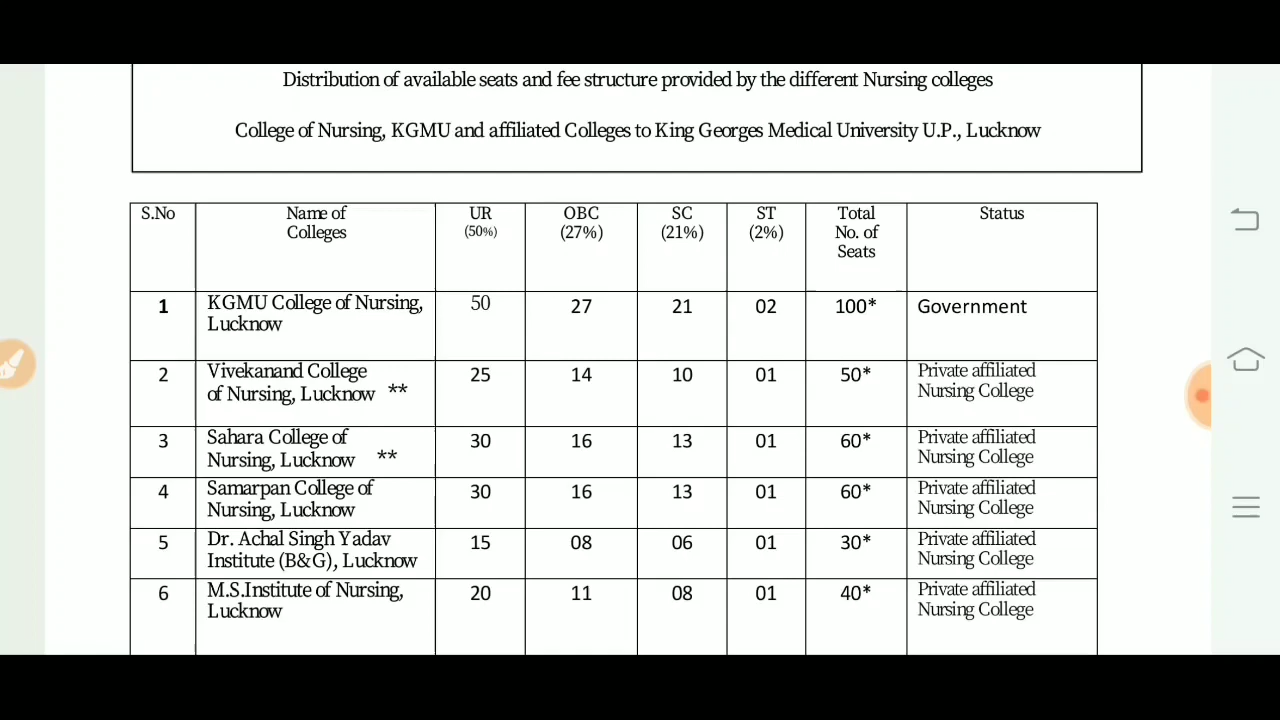 Distribution of available seats and fee structure provided by the different Nursing colleges
College of Nursing, KGMU and affiliated Colleges to King Georges Medical University U.P., Lucknow
S.No Name of Colleges UR (50%) OBC (27%) SC (21%) ST (2%) Total No. of Seats Status
1 KGMU College of Nursing, Lucknow 50 27 21 02 100* Government
2 Vivekanand College of Nursing, Lucknow ** 25 14 10 01 50* Private affiliated Nursing College
3 Sahara College of Nursing, Lucknow ** 30 16 13 01 60* Private affiliated Nursing College
4 Samarpan College of Nursing, Lucknow 30 16 13 01 60* Private affiliated Nursing College
5 Dr. Achal Singh Yadav Institute (B&G), Lucknow 15 08 06 01 30* Private affiliated Nursing College
6 M.S.Institute of Nursing, Lucknow 20 11 08 01 40* Private affiliated Nursing College